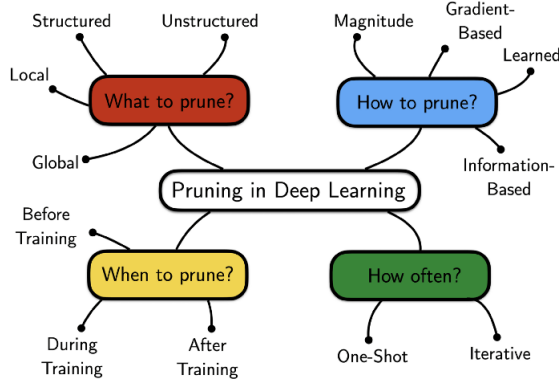 Structured
Unstructured
Local
What to prune?
Global
Magnitude
Gradient-
Based
Learned
How to prune?
Information-
Based
Pruning in Deep Learning
Before
Training
When to prune?
During
Training
After
Training
How often?
One-Shot
Iterative